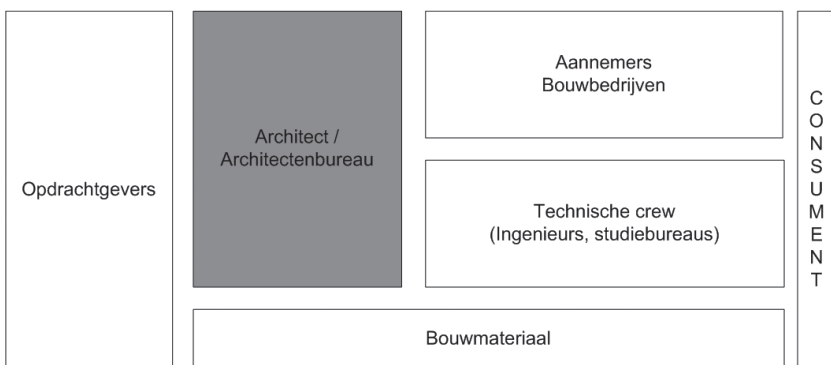 Opdrachtgevers
Architect /
Architectenbureau
Aannemers
Bouwbedrijven
Technische crew
(Ingenieurs, studiebureaus)
Bouwmateriaal
C
O
N
S
U
M
E
N
T